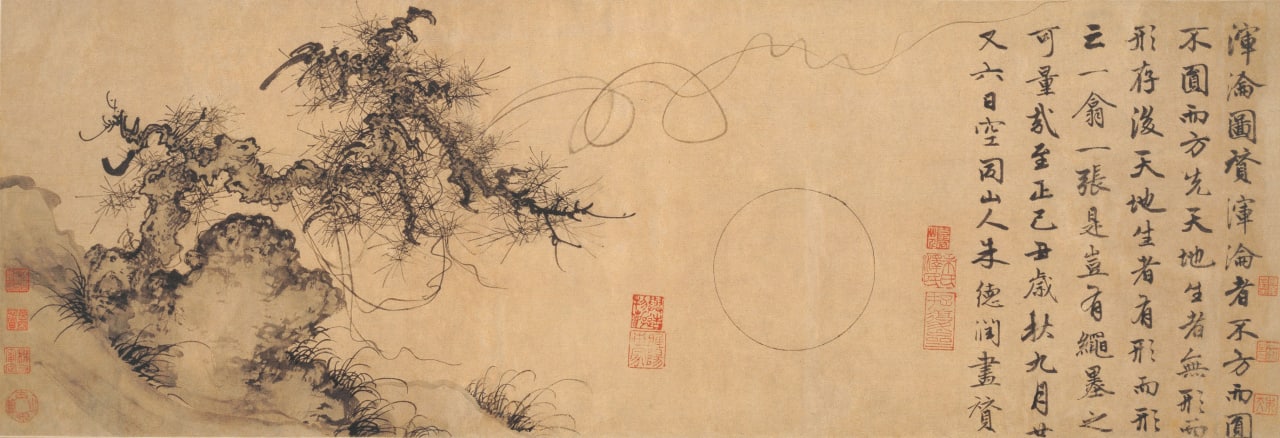 渾淪圖贊渾淪者不方而圓
不圓而方先天地生者無形而
形存後天地生者有形而形
亡一翕一張是豈有繩墨之
可量哉至正己丑歲秋九月廿
又六日空同山人朱德潤畫贊